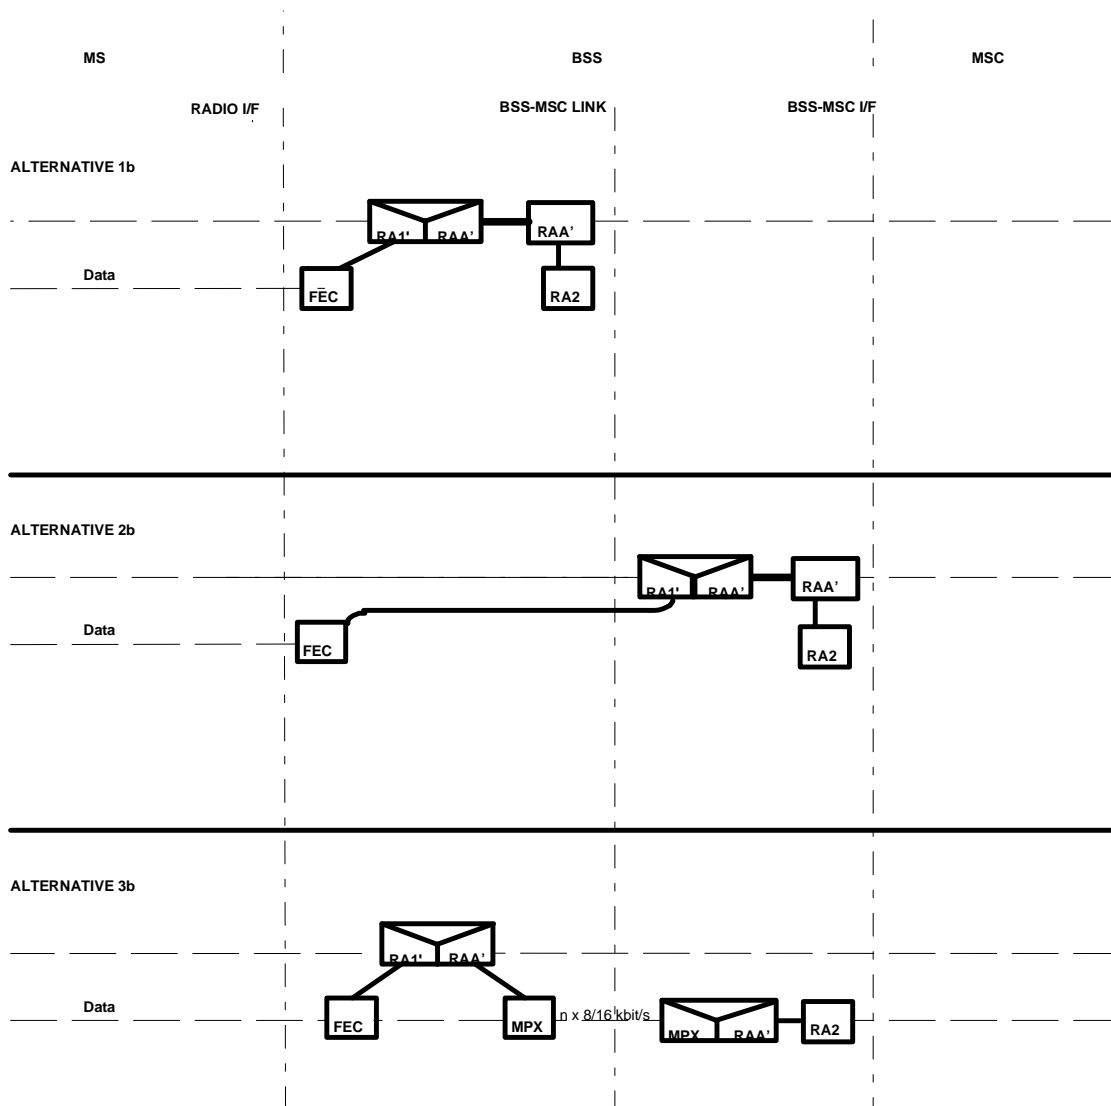 MS BSS MSC
RADIO I/F BSS-MSC LINK BSS-MSC I/F
ALTERNATIVE 1b
RA1' RAA’ RAA’
Data
FEC RA2
ALTERNATIVE 2b
RA1' RAA’ RAA’
Data
FEC RA2
ALTERNATIVE 3b
RA1' RAA’
Data
FEC MPX n x 8/16 kbit/s MPX RAA’ RA2